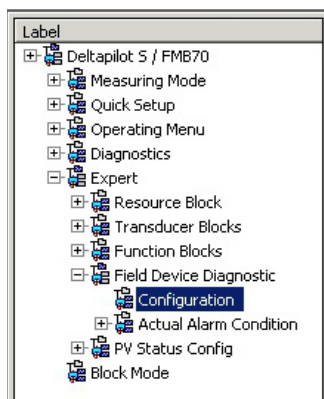 Label
Deltapilot S / FMB70
Measuring Mode
Quick Setup
Operating Menu
Diagnostics
Expert
Resource Block
Transducer Blocks
Function Blocks
Field Device Diagnostic
Configuration
Actual Alarm Condition
PV Status Config
Block Mode